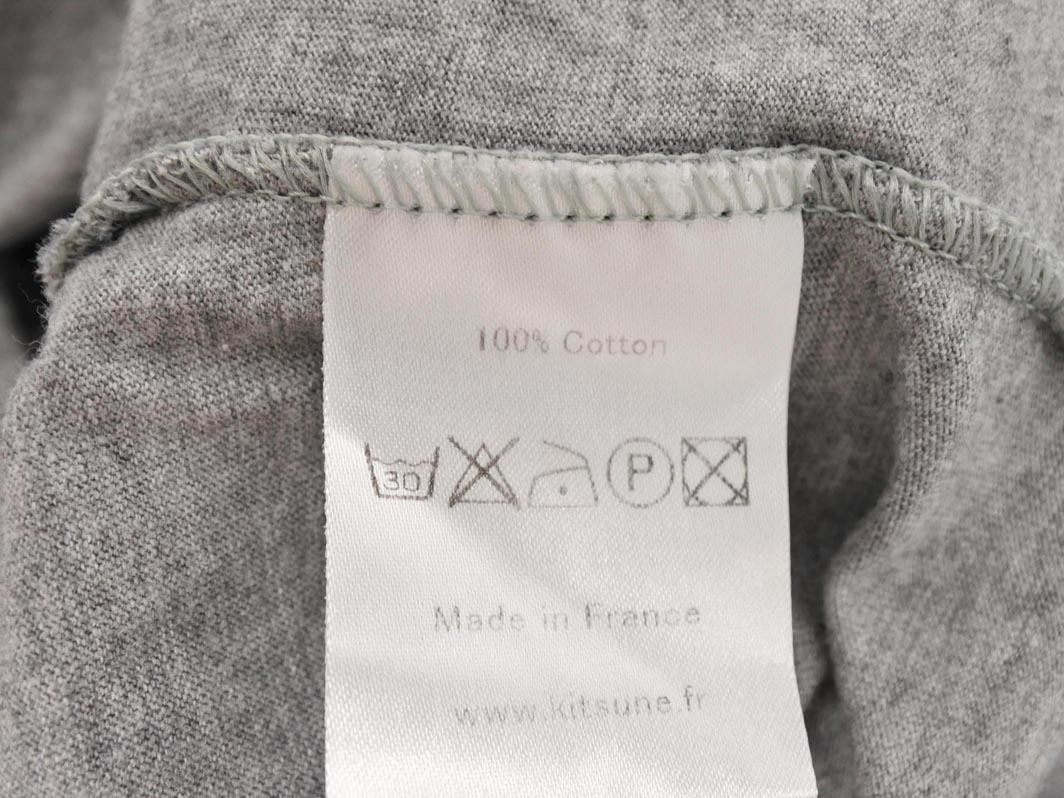 100% Cotton
30 P
Made in France
www.kitsune.fr